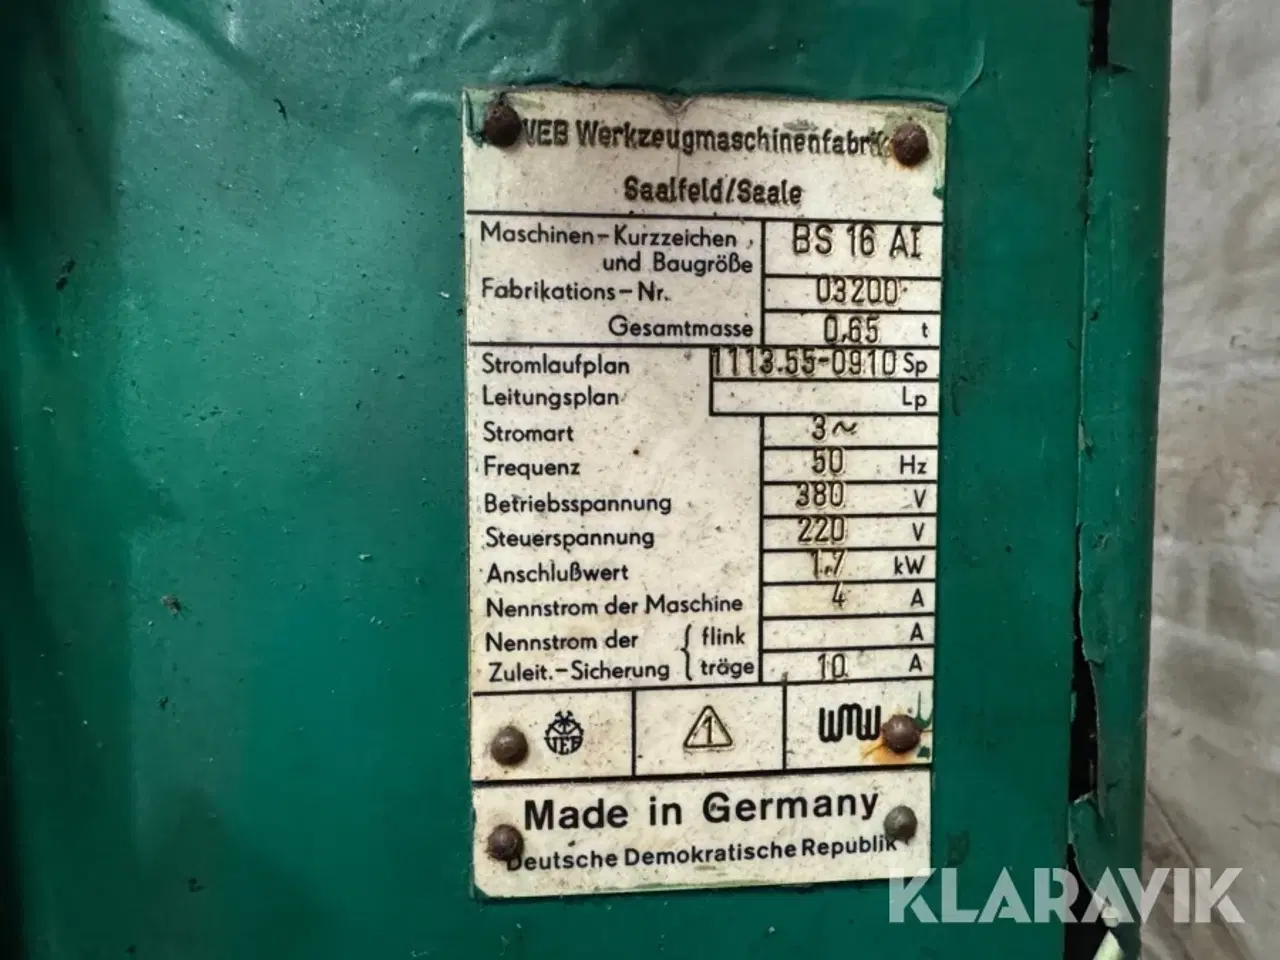 VEB Werkzeugmaschinenfabrik
Saalfeld/Saale
Maschinen-Kurzzeichen BS 16 AI
und Baugröße
Fabrikations-Nr. 03200
Gesamtmasse 0,65 t
Stromlaufplan 1113.55-0910 Sp
Leitungsplan Lp
Stromart 3~
Frequenz 50 Hz
Betriebsspannung 380 V
Steuerspannung 220 V
Anschlußwert 1,7 kW
Nennstrom der Maschine 4 A
Nennstrom der { flink A
Zuleit.-Sicherung träge 10 A
VEB 1 WMW
Made in Germany
Deutsche Demokratische Republik
KLARAVIK